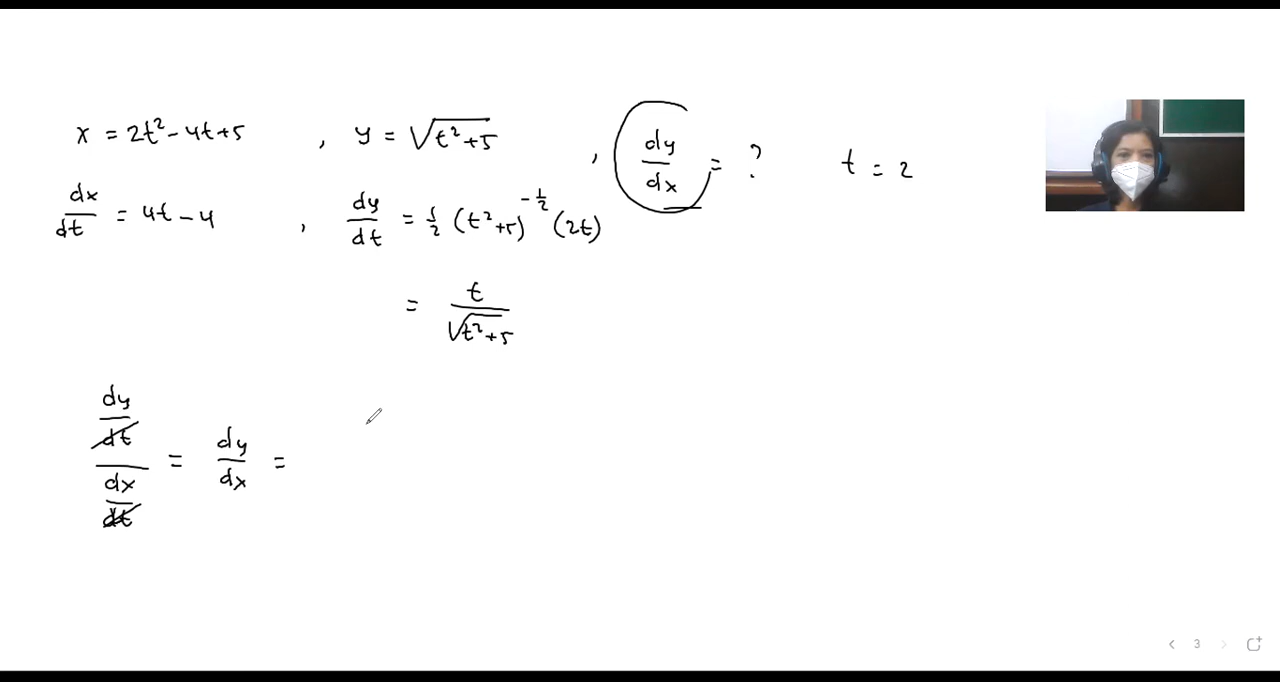 x = 2t² - 4t + 5 , y = √(t² + 5) , dy/dx = ? t = 2
dx/dt = 4t - 4 , dy/dt = 1/2 (t² + 5)^(-1/2) (2t)
= t/√(t² + 5)
(dy/dt)/(dx/dt) = dy/dx =
3